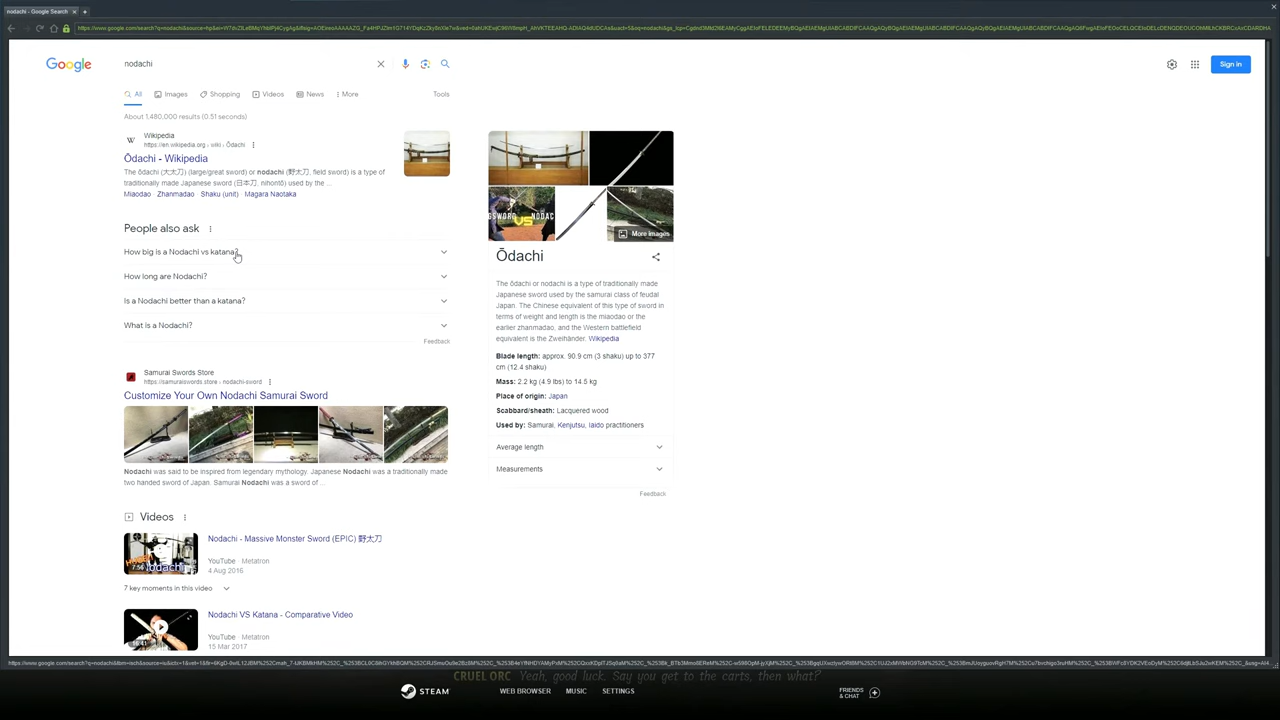 nodachi - Google Search
Google
nodachi
Sign in
All
Images
Shopping
Videos
News
More
Tools
About 1,480,000 results (0.51 seconds)
W
Wikipedia
https://en.wikipedia.org › wiki › Ōdachi
Ōdachi - Wikipedia
The ōdachi (大太刀) (large/great sword) or nodachi (野太刀, field sword) is a type of
traditionally made Japanese sword (日本刀, nihontō) used by the ...
Miaodao Zhanmadao Shaku (unit) Magara Naotaka
People also ask
How big is a Nodachi vs katana?
How long are Nodachi?
Is a Nodachi better than a katana?
What is a Nodachi?
Feedback
Samurai Swords Store
https://samuraiswords.store › nodachi-sword
Customize Your Own Nodachi Samurai Sword
Nodachi was said to be inspired from legendary mythology. Japanese Nodachi was a traditionally made
two handed sword of Japan. Samurai Nodachi was a sword of ...
Videos
7:56
Nodachi - Massive Monster Sword (EPIC) 野太刀
YouTube · Metatron
4 Aug 2016
7 key moments in this video
16:41
Nodachi VS Katana - Comparative Video
YouTube · Metatron
15 Mar 2017
GSWORD
VS
NODAC
More images
Ōdachi
The ōdachi or nodachi is a type of traditionally made
Japanese sword used by the samurai class of feudal
Japan. The Chinese equivalent of this type of sword in
terms of weight and length is the miaodao or the
earlier zhanmadao, and the Western battlefield
equivalent is the Zweihänder. Wikipedia
Blade length: approx. 90.9 cm (3 shaku) up to 377
cm (12.4 shaku)
Mass: 2.2 kg (4.9 lbs) to 14.5 kg
Place of origin: Japan
Scabbard/sheath: Lacquered wood
Used by: Samurai, Kenjutsu, Iaido practitioners
Average length
Measurements
Feedback
CRUEL ORC Yeah, good luck. Say you get to the carts, then what?
STEAM
WEB BROWSER
MUSIC
SETTINGS
FRIENDS
& CHAT